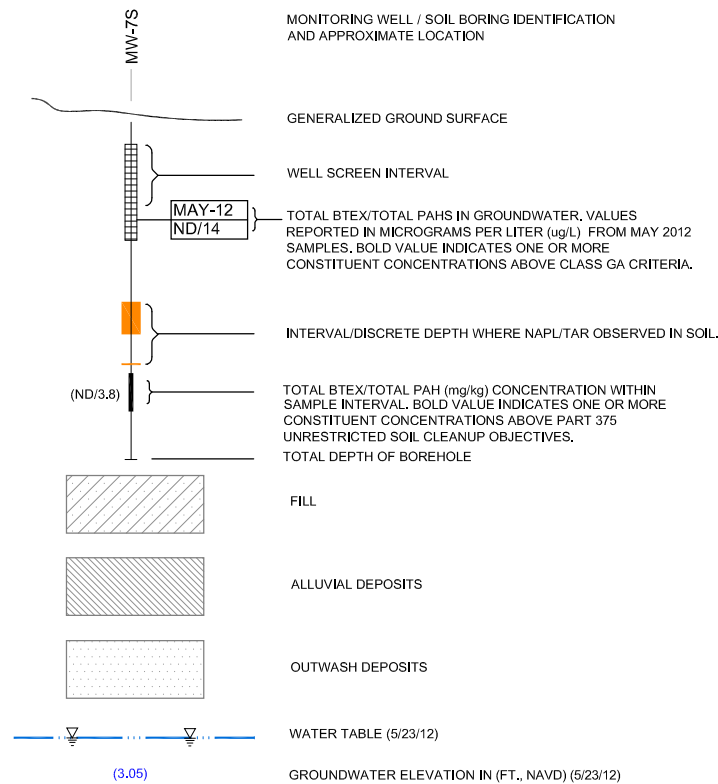 MW-7S
MONITORING WELL / SOIL BORING IDENTIFICATION
AND APPROXIMATE LOCATION
GENERALIZED GROUND SURFACE
WELL SCREEN INTERVAL
MAY-12
ND/14
TOTAL BTEX/TOTAL PAHS IN GROUNDWATER. VALUES
REPORTED IN MICROGRAMS PER LITER (ug/L) FROM MAY 2012
SAMPLES. BOLD VALUE INDICATES ONE OR MORE
CONSTITUENT CONCENTRATIONS ABOVE CLASS GA CRITERIA.
INTERVAL/DISCRETE DEPTH WHERE NAPL/TAR OBSERVED IN SOIL.
(ND/3.8)
TOTAL BTEX/TOTAL PAH (mg/kg) CONCENTRATION WITHIN
SAMPLE INTERVAL. BOLD VALUE INDICATES ONE OR MORE
CONSTITUENT CONCENTRATIONS ABOVE PART 375
UNRESTRICTED SOIL CLEANUP OBJECTIVES.
TOTAL DEPTH OF BOREHOLE
FILL
ALLUVIAL DEPOSITS
OUTWASH DEPOSITS
WATER TABLE (5/23/12)
(3.05)
GROUNDWATER ELEVATION IN (FT., NAVD) (5/23/12)